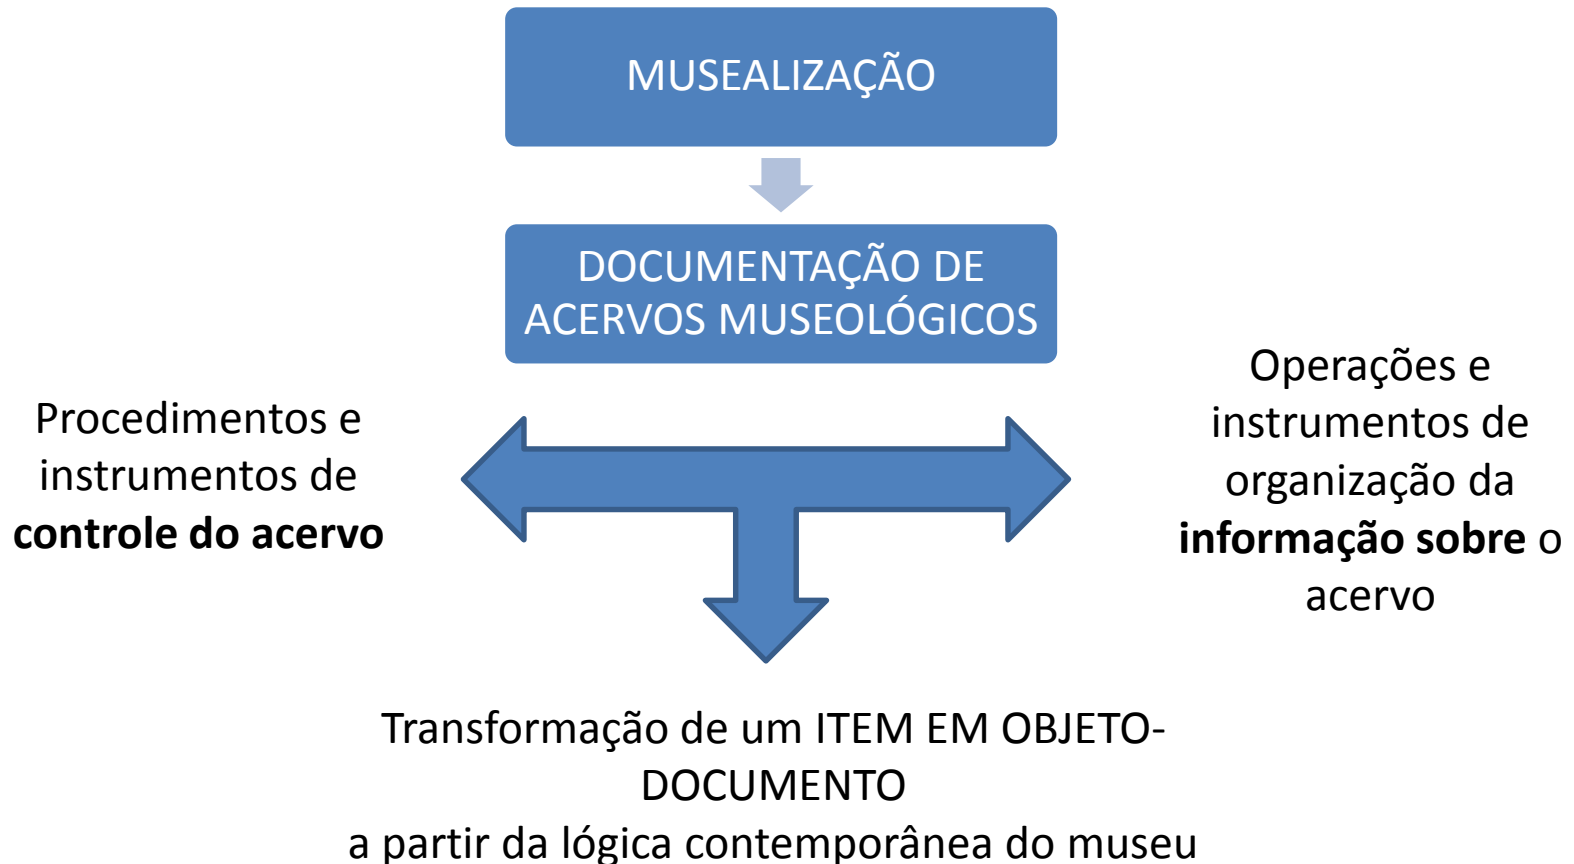 MUSEALIZAÇÃO
DOCUMENTAÇÃO DE
ACERVOS MUSEOLÓGICOS
Procedimentos e
instrumentos de
controle do acervo
Operações e
instrumentos de
organização da
informação sobre o
acervo
Transformação de um ITEM EM OBJETO-
DOCUMENTO
a partir da lógica contemporânea do museu